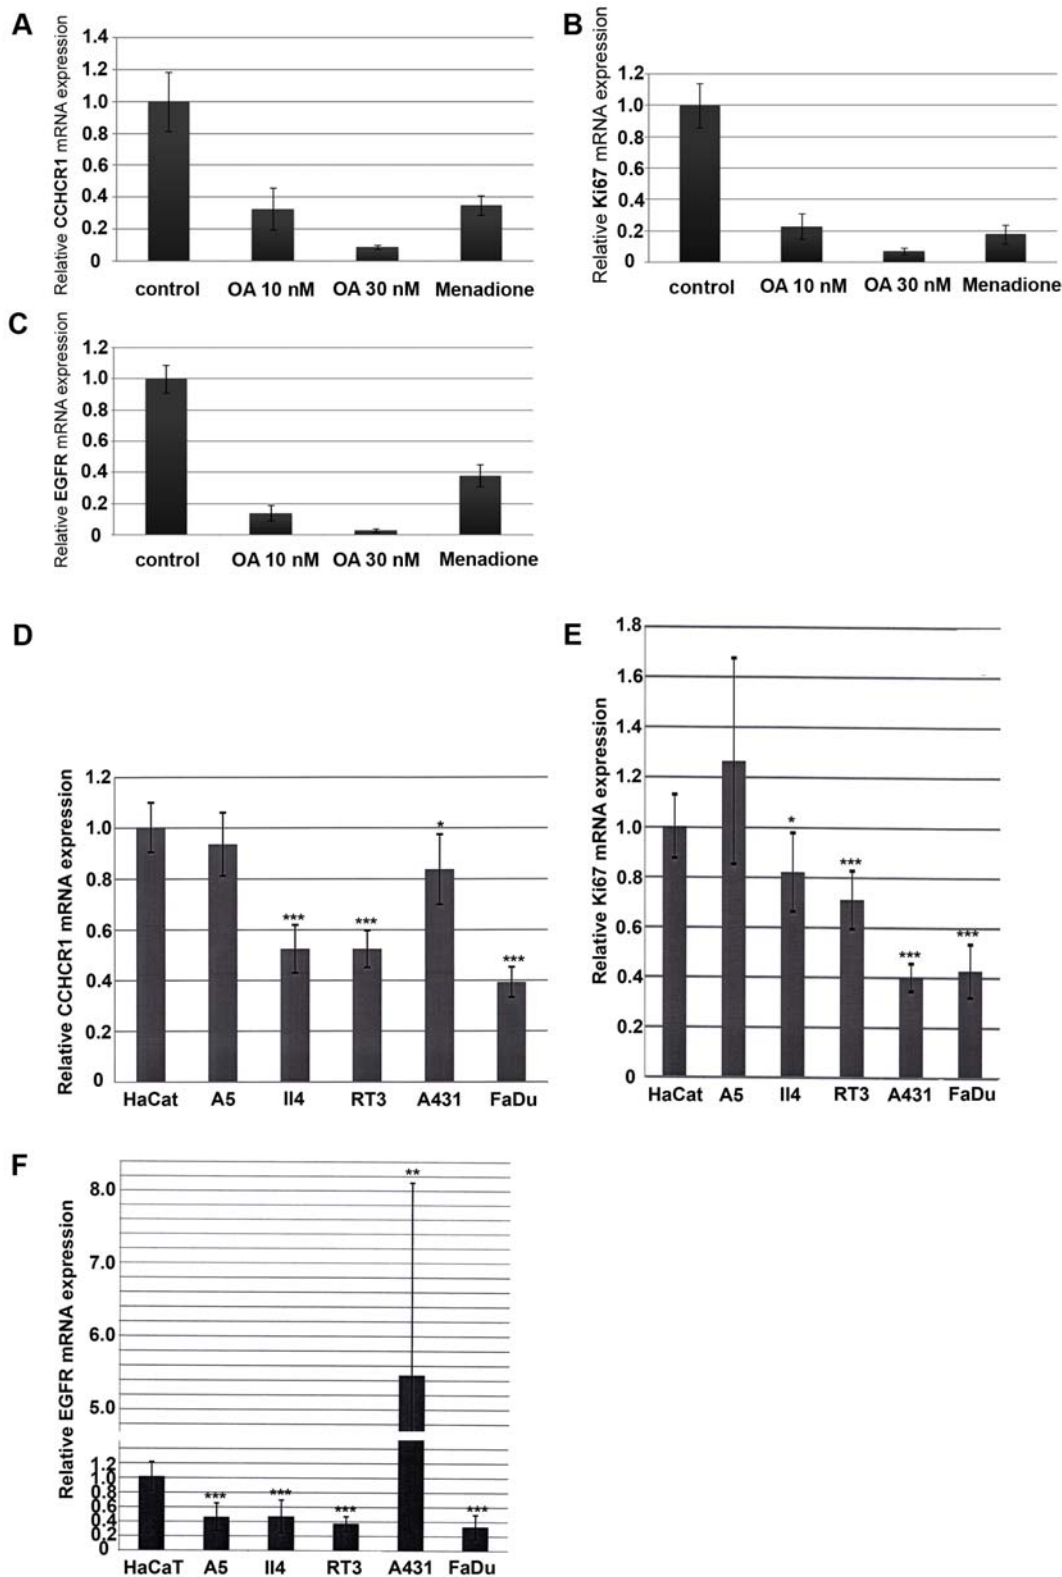 A
Relative CCHCR1 mRNA expression
1.4
1.2
1.0
0.8
0.6
0.4
0.2
0
control OA 10 nM OA 30 nM Menadione
B
Relative Ki67 mRNA expression
1.2
1.0
0.8
0.6
0.4
0.2
0
control OA 10 nM OA 30 nM Menadione
C
Relative EGFR mRNA expression
1.2
1.0
0.8
0.6
0.4
0.2
0
control OA 10 nM OA 30 nM Menadione
D
Relative CCHCR1 mRNA expression
1.2
1.0
0.8
0.6
0.4
0.2
0
*** *** * ***
HaCat A5 II4 RT3 A431 FaDu
E
Relative Ki67 mRNA expression
1.8
1.6
1.4
1.2
1.0
0.8
0.6
0.4
0.2
0
* *** *** ***
HaCat A5 II4 RT3 A431 FaDu
F
Relative EGFR mRNA expression
8.0
7.0
6.0
5.0
1.2
1.0
0.8
0.6
0.4
0.2
0
*** *** *** ** ***
HaCaT A5 II4 RT3 A431 FaDu